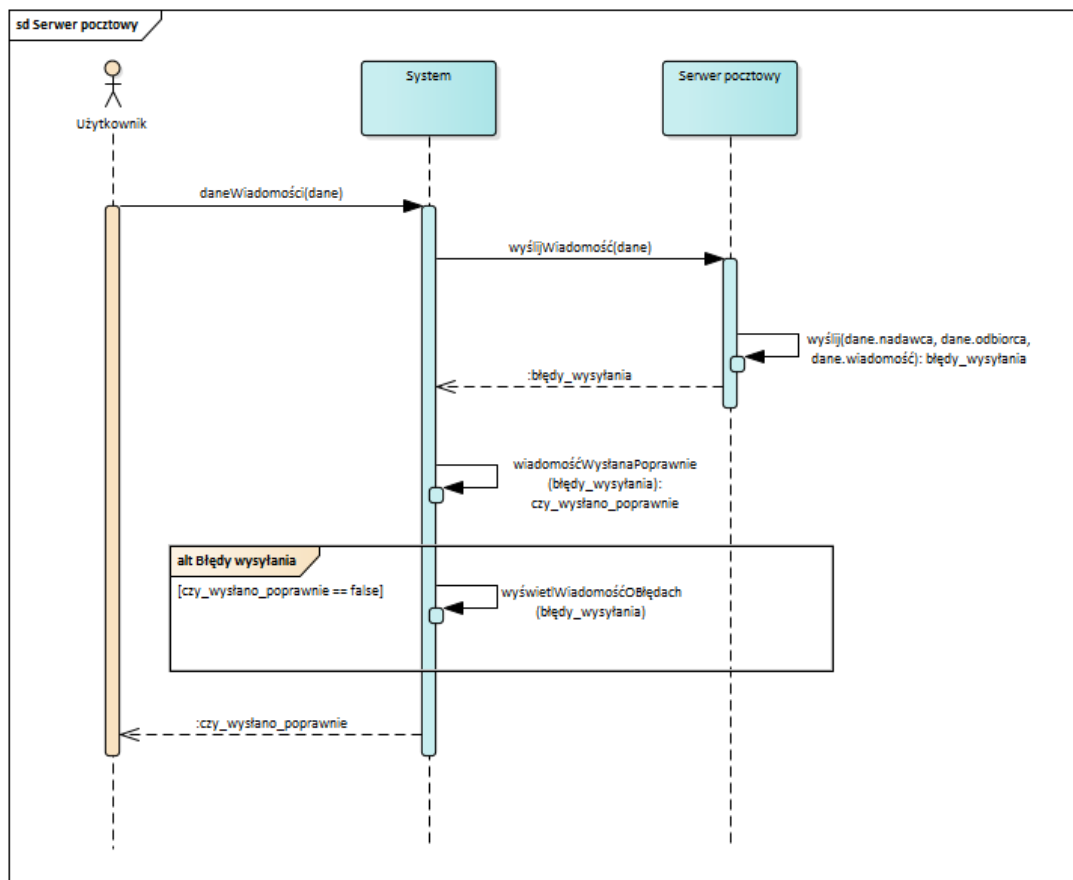 sd Serwer pocztowy
Użytkownik
System
Serwer pocztowy
daneWiadomości(dane)
wyślijWiadomość(dane)
wyślij(dane.nadawca, dane.odbiorca,
dane.wiadomość): błędy_wysyłania
:błędy_wysyłania
wiadomośćWysłanaPoprawnie
(błędy_wysyłania):
czy_wysłano_poprawnie
alt Błędy wysyłania
[czy_wysłano_poprawnie == false]
wyświetlWiadomośćOBłędach
(błędy_wysyłania)
:czy_wysłano_poprawnie